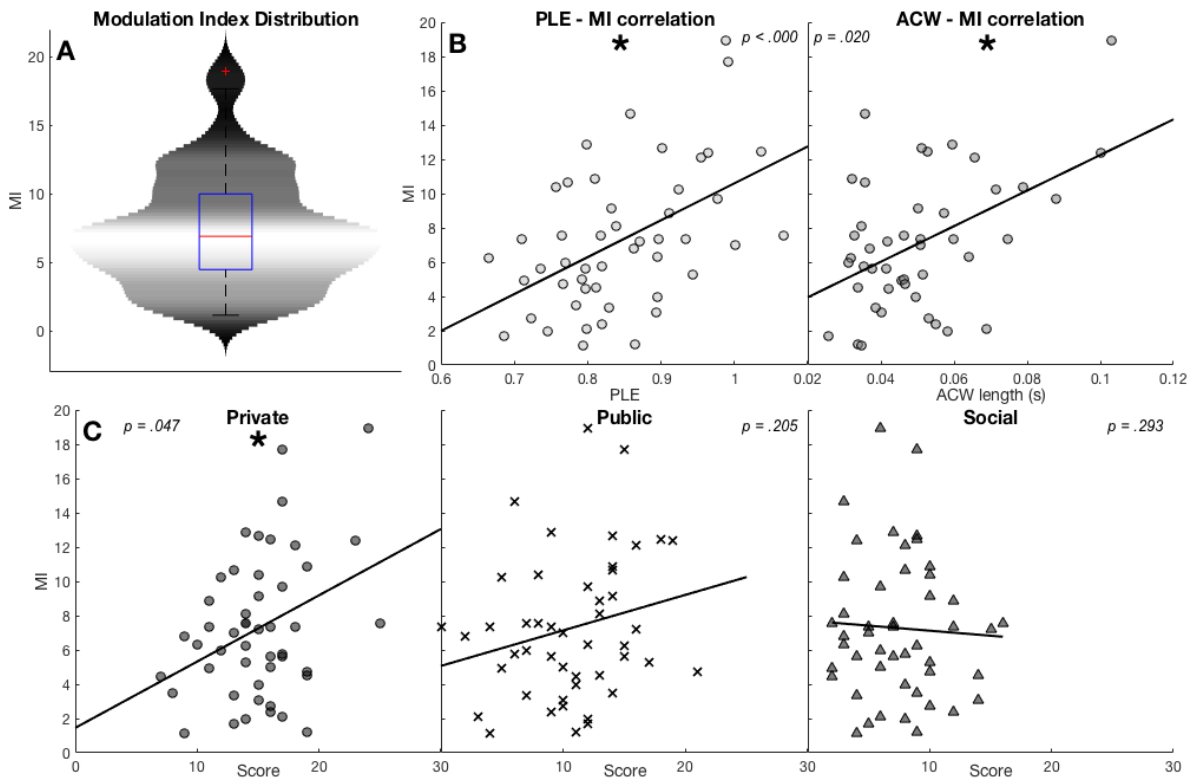 Modulation Index Distribution
A
MI
20
15
10
5
0
PLE - MI correlation
B
*
p < .000
20
18
16
14
12
10
8
6
4
2
0
MI
0.6
0.7
0.8
0.9
1
PLE
ACW - MI correlation
p = .020
*
0.02
0.04
0.06
0.08
0.1
0.12
ACW length (s)
Private
C
p = .047
*
20
18
16
14
12
10
8
6
4
2
0
MI
0
10
20
30
Score
Public
p = .205
10
20
30
Score
Social
p = .293
10
20
30
Score